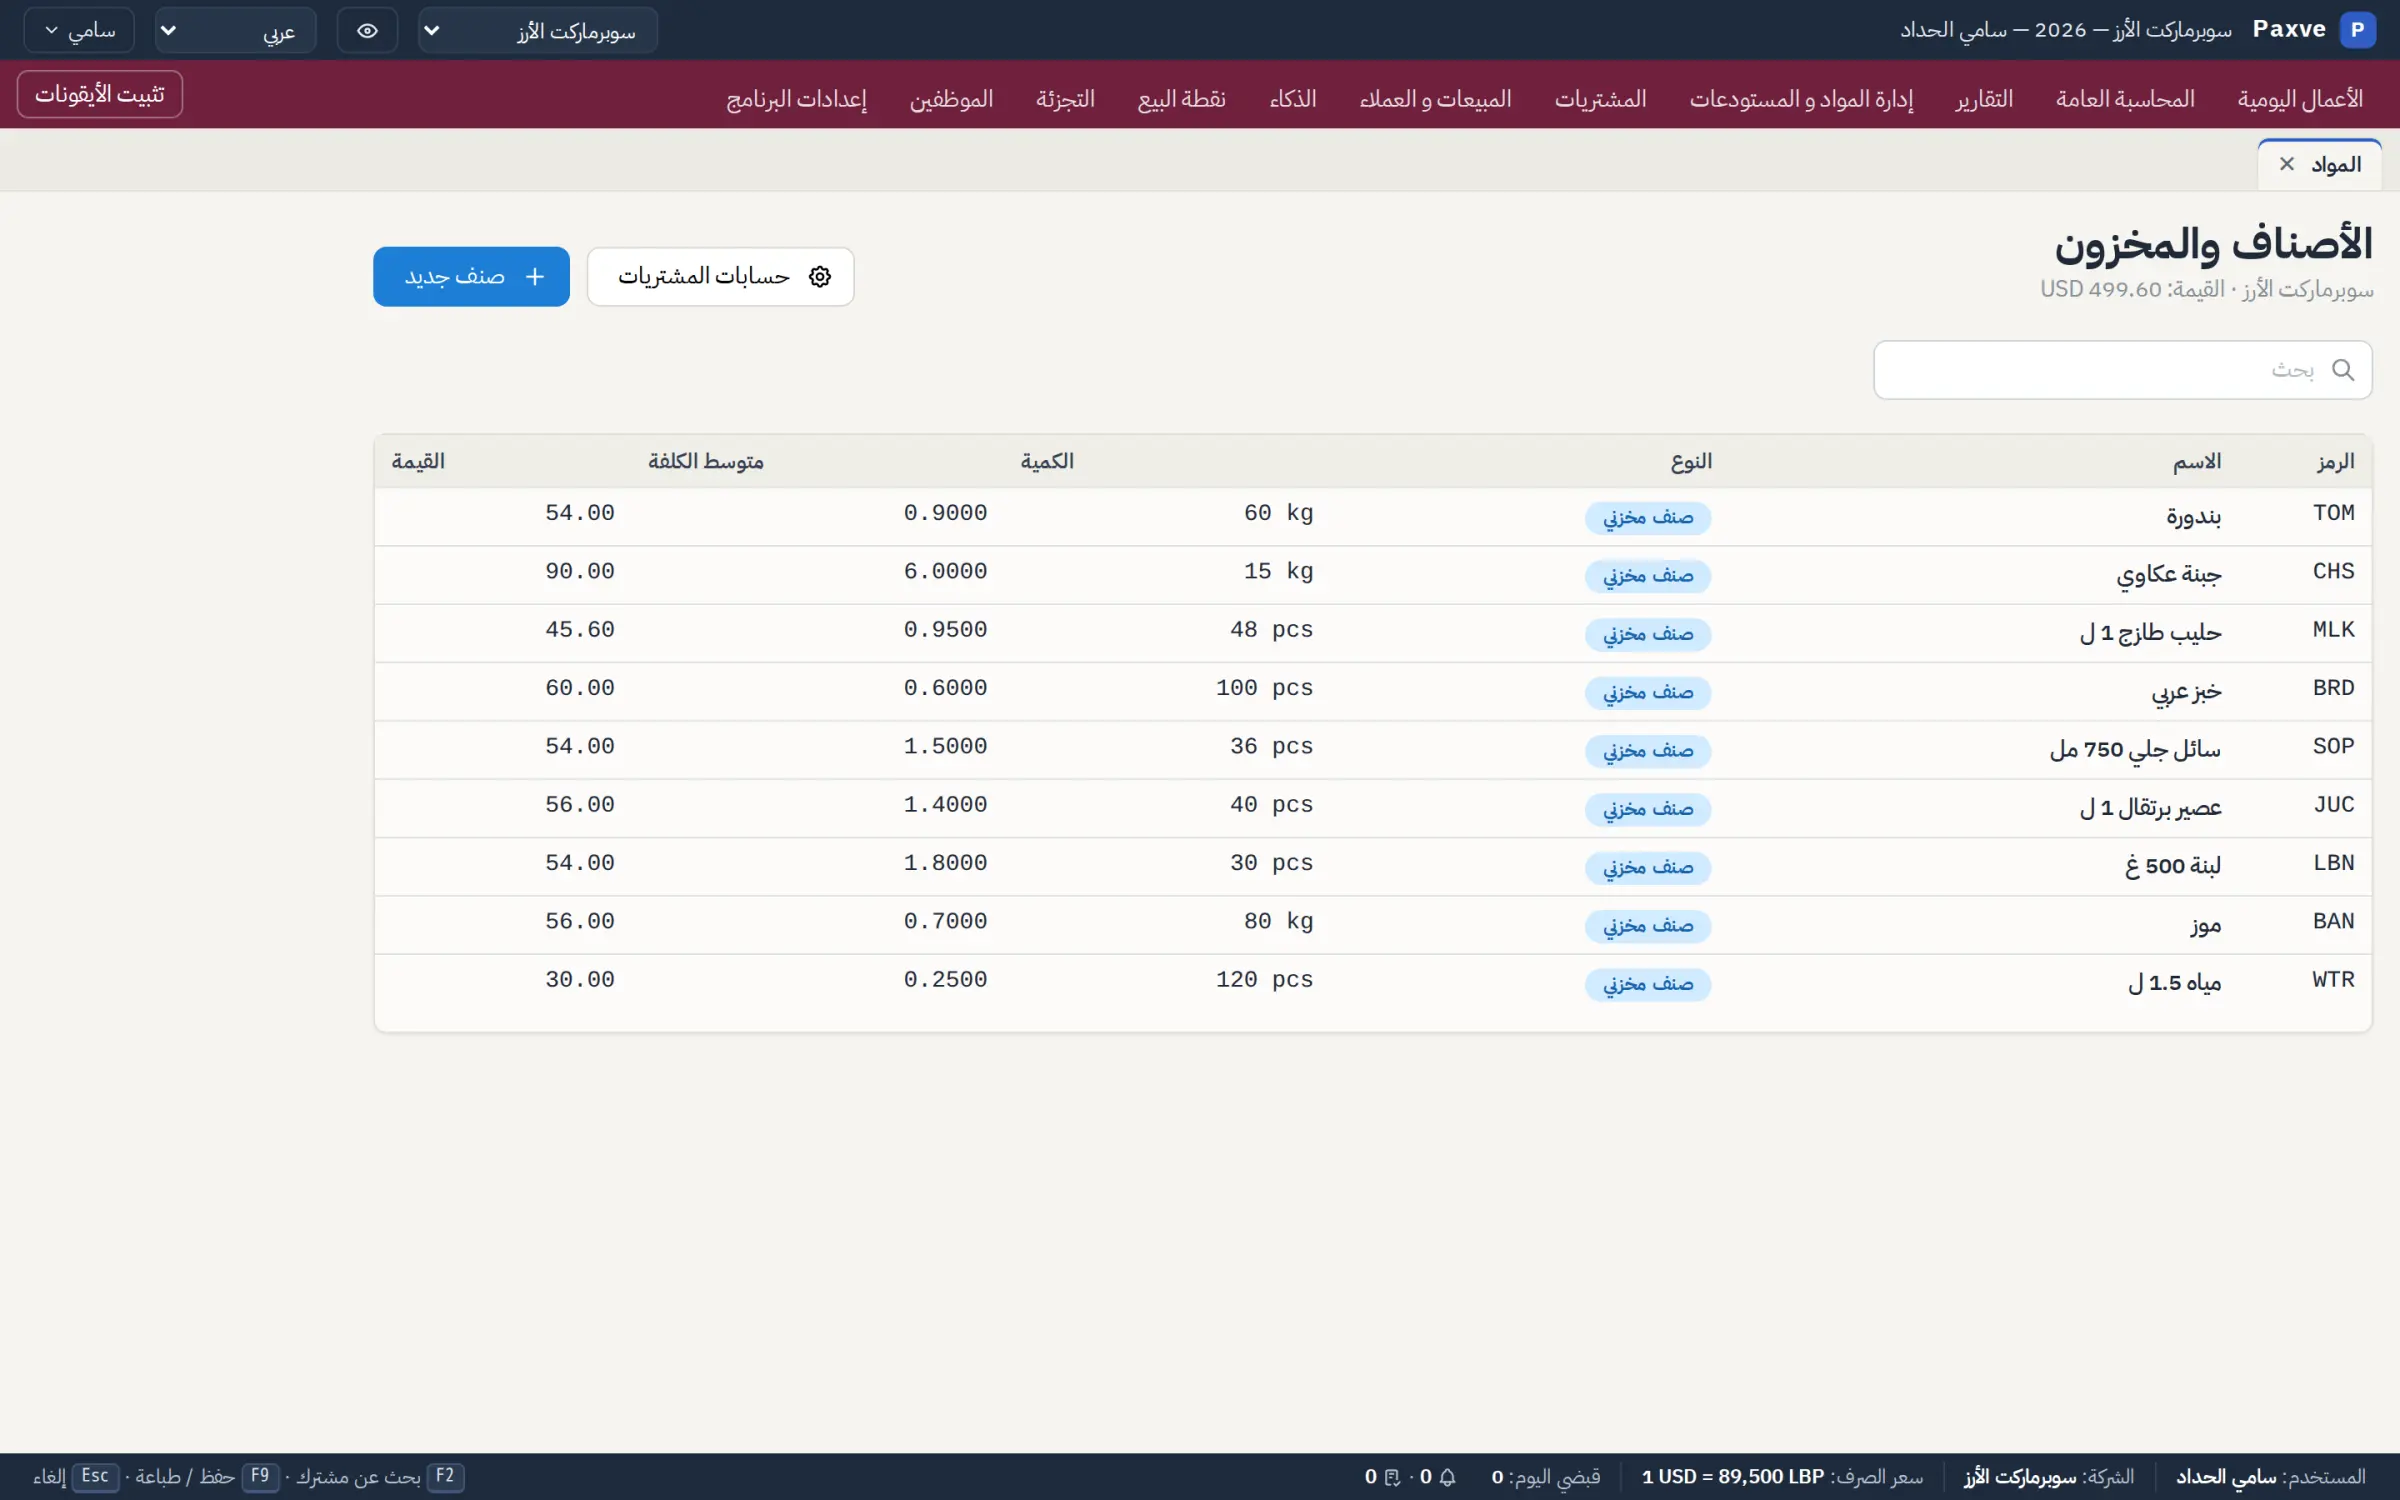 P Paxve سوبرماركت الأرز — 2026 — سامي الحداد
سوبرماركت الأرز
عربي
سامي
الأعمال اليومية المحاسبة العامة التقارير إدارة المواد و المستودعات المشتريات المبيعات و العملاء الذكاء نقطة البيع التجزئة الموظفين إعدادات البرنامج
تثبيت الأيقونات
المواد
الأصناف والمخزون
سوبرماركت الأرز · القيمة: 499.60 USD
حسابات المشتريات
صنف جديد
بحث
الرمز الاسم النوع الكمية متوسط الكلفة القيمة
TOM بندورة صنف مخزني 60 kg 0.9000 54.00
CHS جبنة عكاوي صنف مخزني 15 kg 6.0000 90.00
MLK حليب طازج 1 ل صنف مخزني 48 pcs 0.9500 45.60
BRD خبز عربي صنف مخزني 100 pcs 0.6000 60.00
SOP سائل جلي 750 مل صنف مخزني 36 pcs 1.5000 54.00
JUC عصير برتقال 1 ل صنف مخزني 40 pcs 1.4000 56.00
LBN لبنة 500 غ صنف مخزني 30 pcs 1.8000 54.00
BAN موز صنف مخزني 80 kg 0.7000 56.00
WTR مياه 1.5 ل صنف مخزني 120 pcs 0.2500 30.00
المستخدم: سامي الحداد الشركة: سوبرماركت الأرز سعر الصرف: 1 USD = 89,500 LBP قبضي اليوم: 0 0 · 0 F2 بحث عن مشترك · F9 حفظ / طباعة · Esc إلغاء